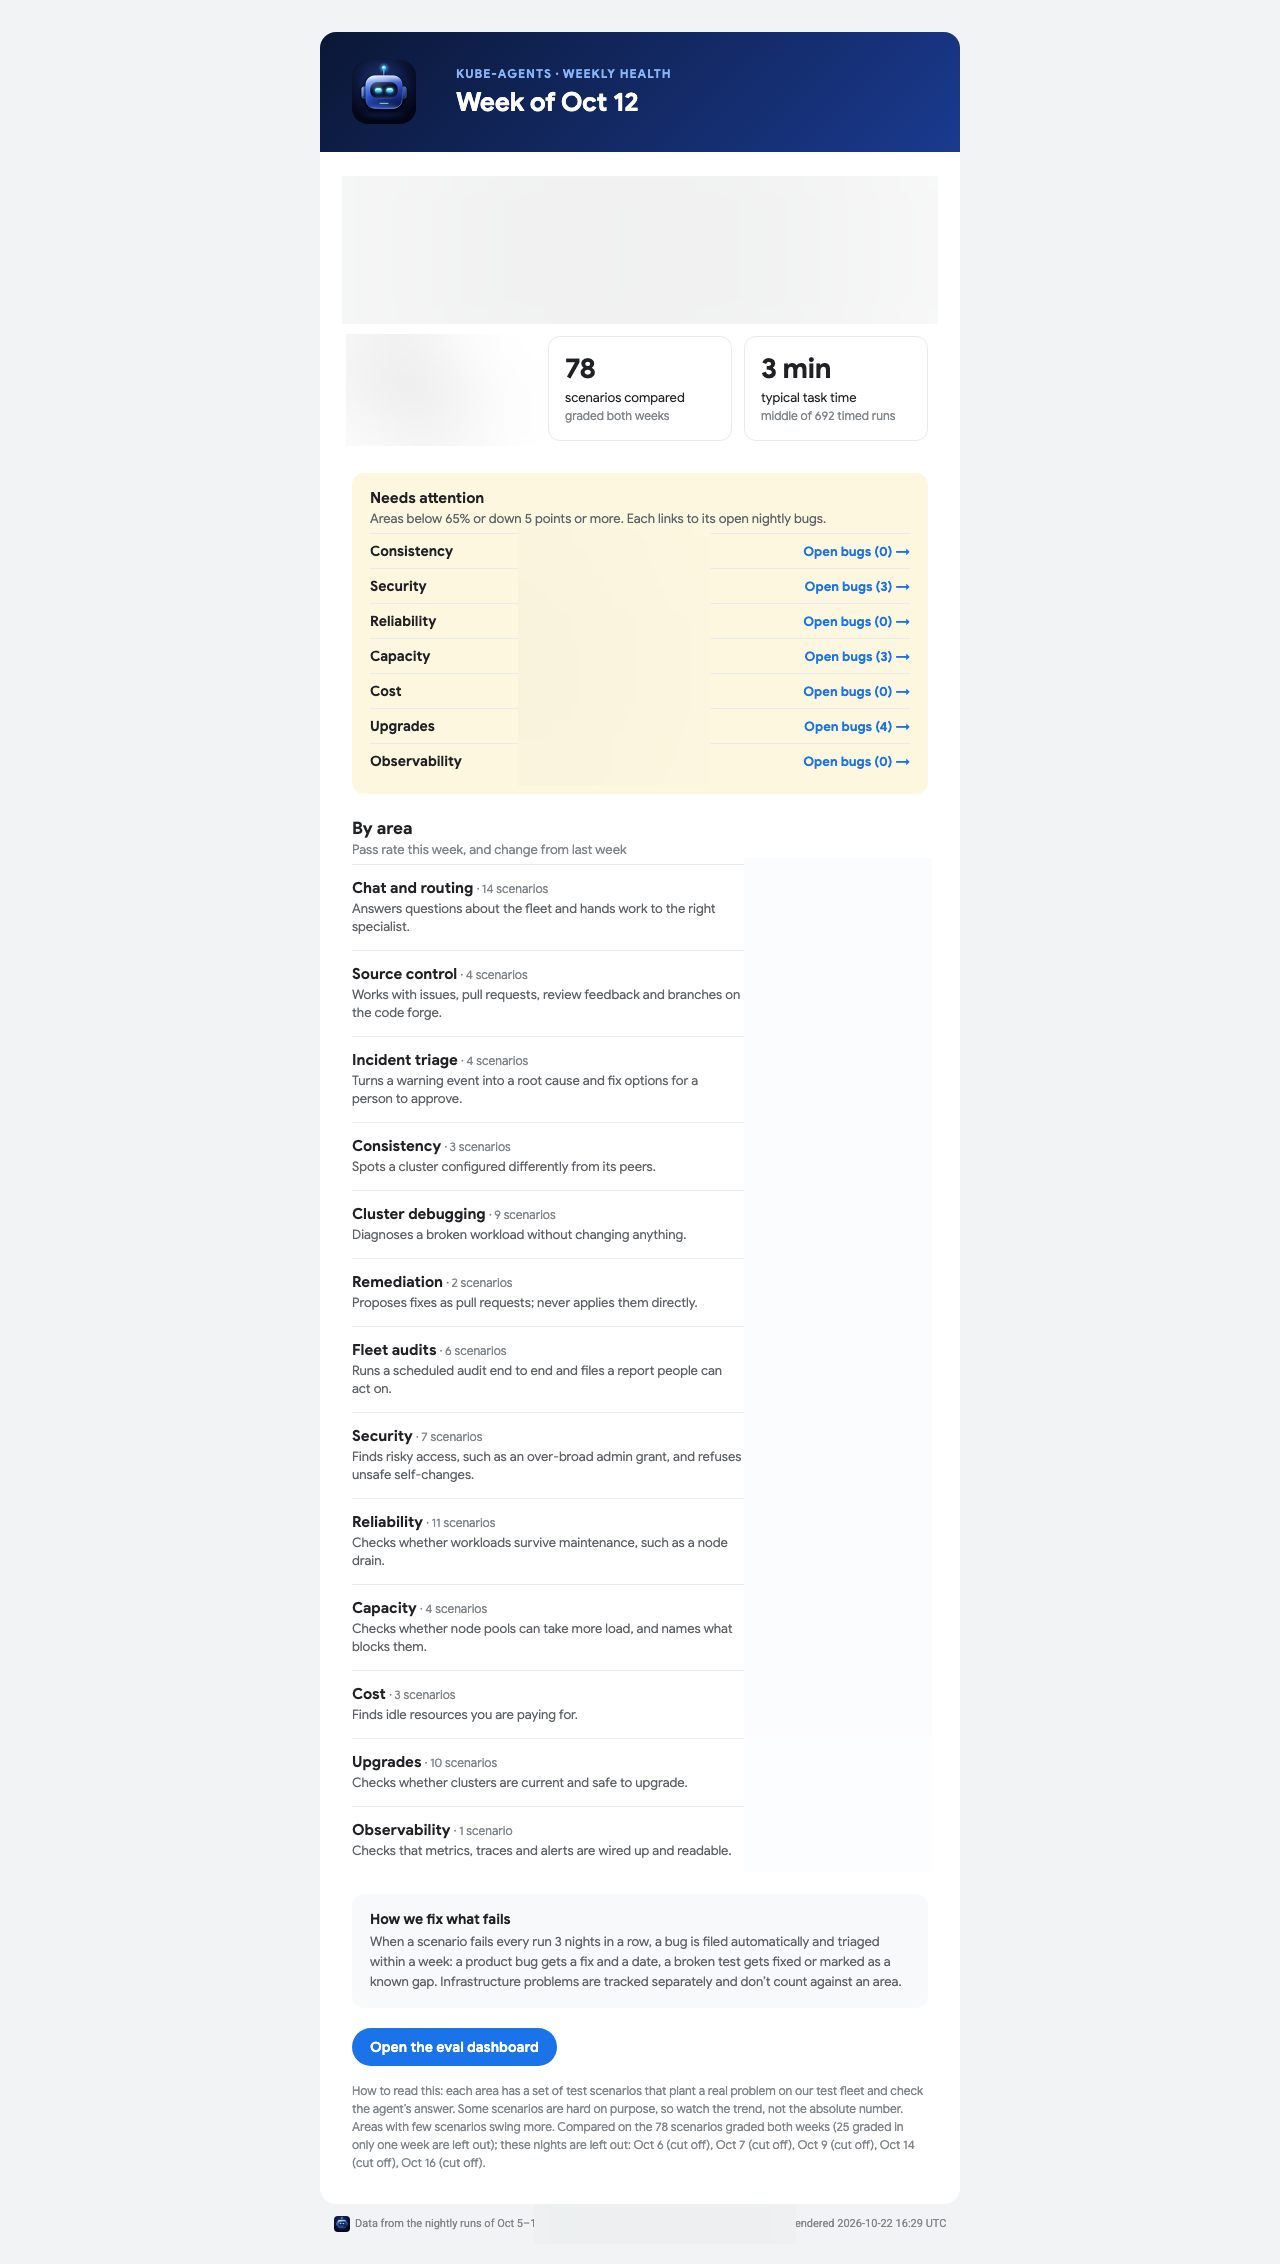 KUBE-AGENTS · WEEKLY HEALTH
Week of Oct 12
78
scenarios compared
graded both weeks
3 min
typical task time
middle of 692 timed runs
Needs attention
Areas below 65% or down 5 points or more. Each links to its open nightly bugs.
Consistency Open bugs (0) →
Security Open bugs (3) →
Reliability Open bugs (0) →
Capacity Open bugs (3) →
Cost Open bugs (0) →
Upgrades Open bugs (4) →
Observability Open bugs (0) →
By area
Pass rate this week, and change from last week
Chat and routing · 14 scenarios
Answers questions about the fleet and hands work to the right
specialist.
Source control · 4 scenarios
Works with issues, pull requests, review feedback and branches on
the code forge.
Incident triage · 4 scenarios
Turns a warning event into a root cause and fix options for a
person to approve.
Consistency · 3 scenarios
Spots a cluster configured differently from its peers.
Cluster debugging · 9 scenarios
Diagnoses a broken workload without changing anything.
Remediation · 2 scenarios
Proposes fixes as pull requests; never applies them directly.
Fleet audits · 6 scenarios
Runs a scheduled audit end to end and files a report people can
act on.
Security · 7 scenarios
Finds risky access, such as an over-broad admin grant, and refuses
unsafe self-changes.
Reliability · 11 scenarios
Checks whether workloads survive maintenance, such as a node
drain.
Capacity · 4 scenarios
Checks whether node pools can take more load, and names what
blocks them.
Cost · 3 scenarios
Finds idle resources you are paying for.
Upgrades · 10 scenarios
Checks whether clusters are current and safe to upgrade.
Observability · 1 scenario
Checks that metrics, traces and alerts are wired up and readable.
How we fix what fails
When a scenario fails every run 3 nights in a row, a bug is filed automatically and triaged
within a week: a product bug gets a fix and a date, a broken test gets fixed or marked as a
known gap. Infrastructure problems are tracked separately and don’t count against an area.
Open the eval dashboard
How to read this: each area has a set of test scenarios that plant a real problem on our test fleet and check
the agent’s answer. Some scenarios are hard on purpose, so watch the trend, not the absolute number.
Areas with few scenarios swing more. Compared on the 78 scenarios graded both weeks (25 graded in
only one week are left out); these nights are left out: Oct 6 (cut off), Oct 7 (cut off), Oct 9 (cut off), Oct 14
(cut off), Oct 16 (cut off).
Data from the nightly runs of Oct 5–1 endered 2026-10-22 16:29 UTC